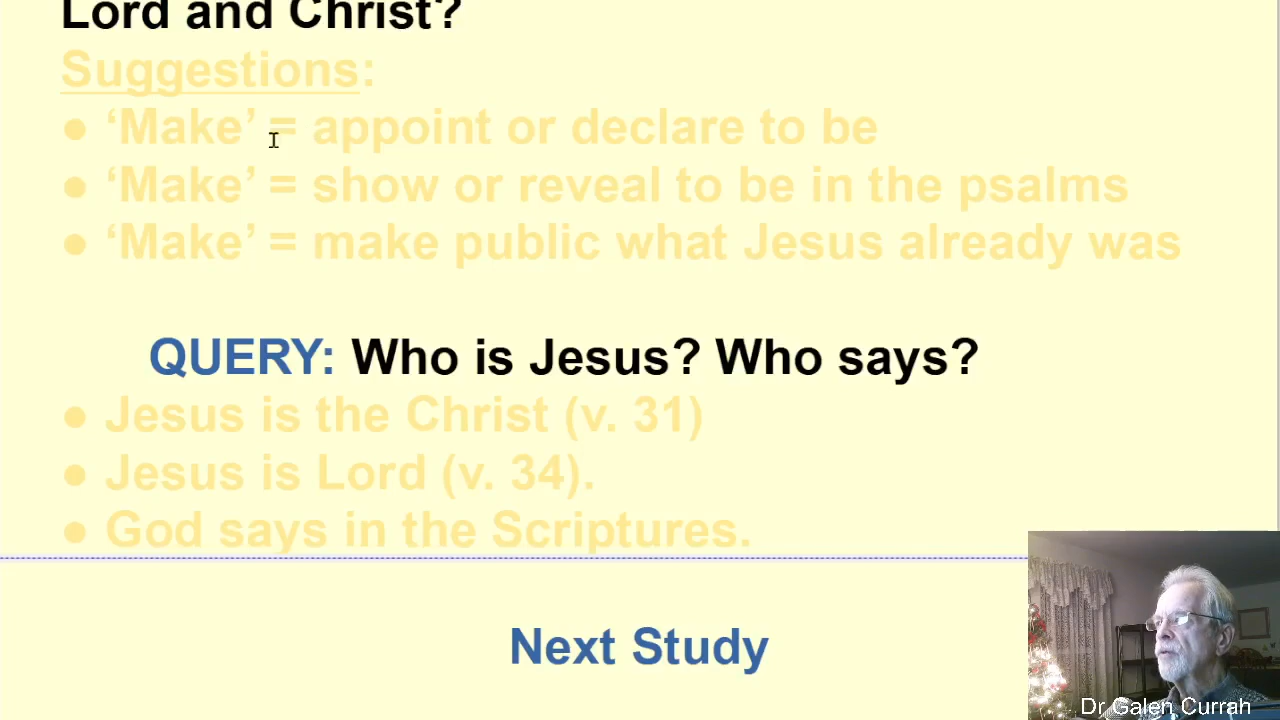 Lord and Christ?
Suggestions:
● ‘Make’ = appoint or declare to be
● ‘Make’ = show or reveal to be in the psalms
● ‘Make’ = make public what Jesus already was
QUERY: Who is Jesus? Who says?
● Jesus is the Christ (v. 31)
● Jesus is Lord (v. 34).
● God says in the Scriptures.
Next Study
Dr Galen Currah